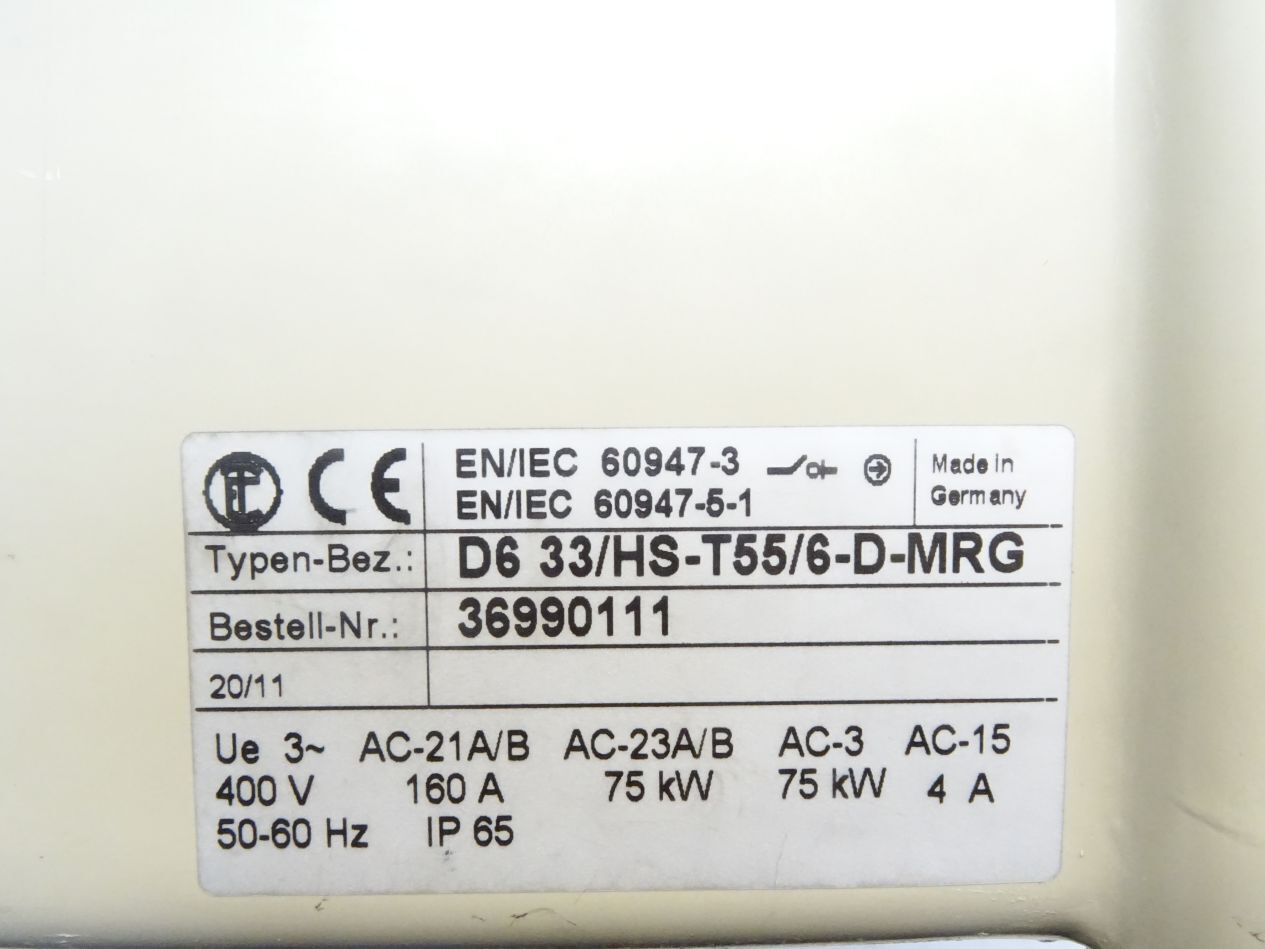 CE
EN/IEC 60947-3
EN/IEC 60947-5-1
Made in
Germany
Typen-Bez.: D6 33/HS-T55/6-D-MRG
Bestell-Nr.: 36990111
20/11
Ue 3~ AC-21A/B AC-23A/B AC-3 AC-15
400 V 160 A 75 kW 75 kW 4 A
50-60 Hz IP 65